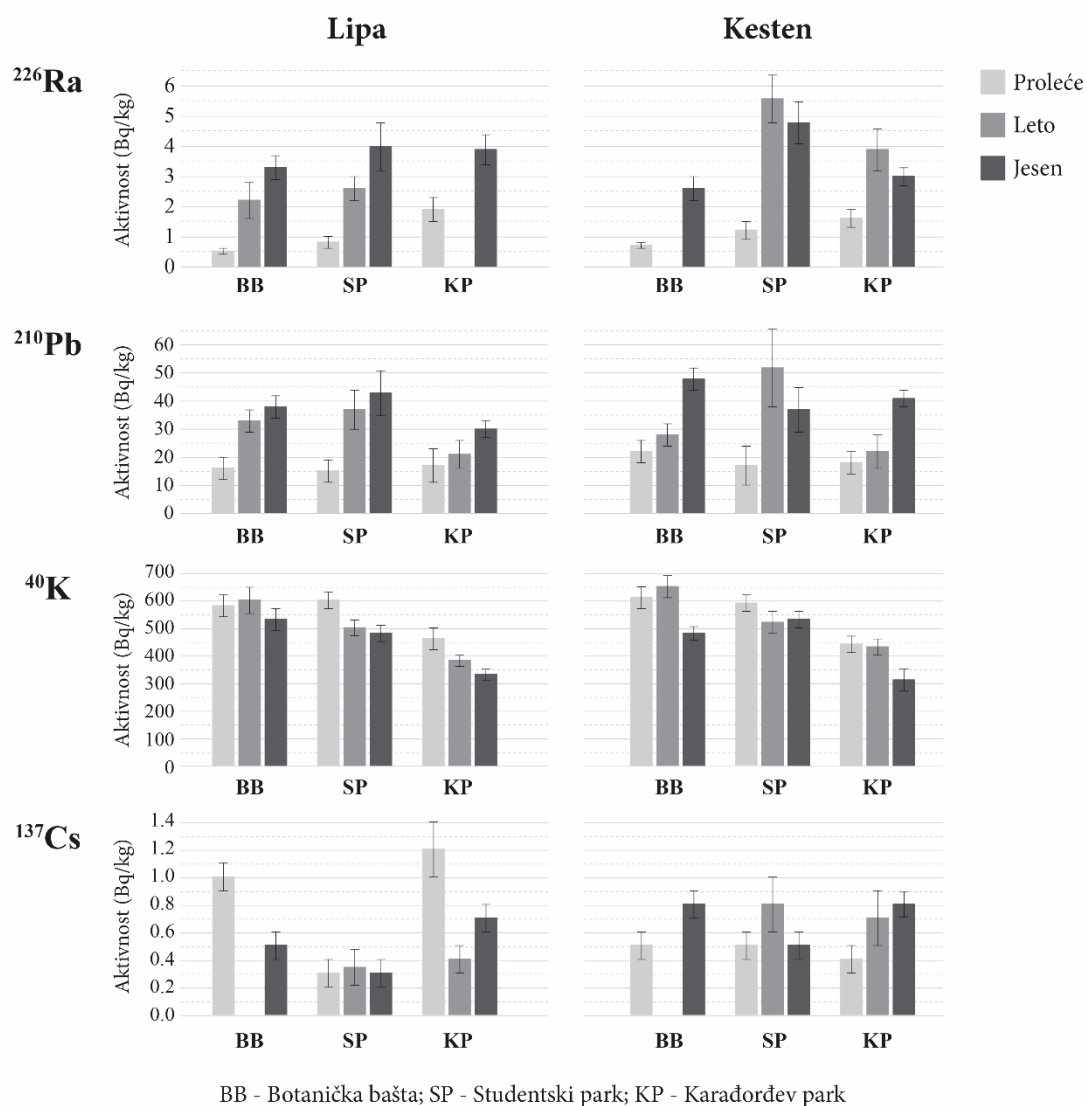 Lipa Kesten
²²⁶Ra
Aktivnost (Bq/kg)
6
5
4
3
2
1
0
BB SP KP
BB SP KP
Proleće
Leto
Jesen
²¹⁰Pb
Aktivnost (Bq/kg)
60
50
40
30
20
10
0
BB SP KP
BB SP KP
⁴⁰K
Aktivnost (Bq/kg)
700
600
500
400
300
200
100
0
BB SP KP
BB SP KP
¹³⁷Cs
Aktivnost (Bq/kg)
1.4
1.2
1.0
0.8
0.6
0.4
0.2
0.0
BB SP KP
BB SP KP
BB - Botanička bašta; SP - Studentski park; KP - Karađorđev park